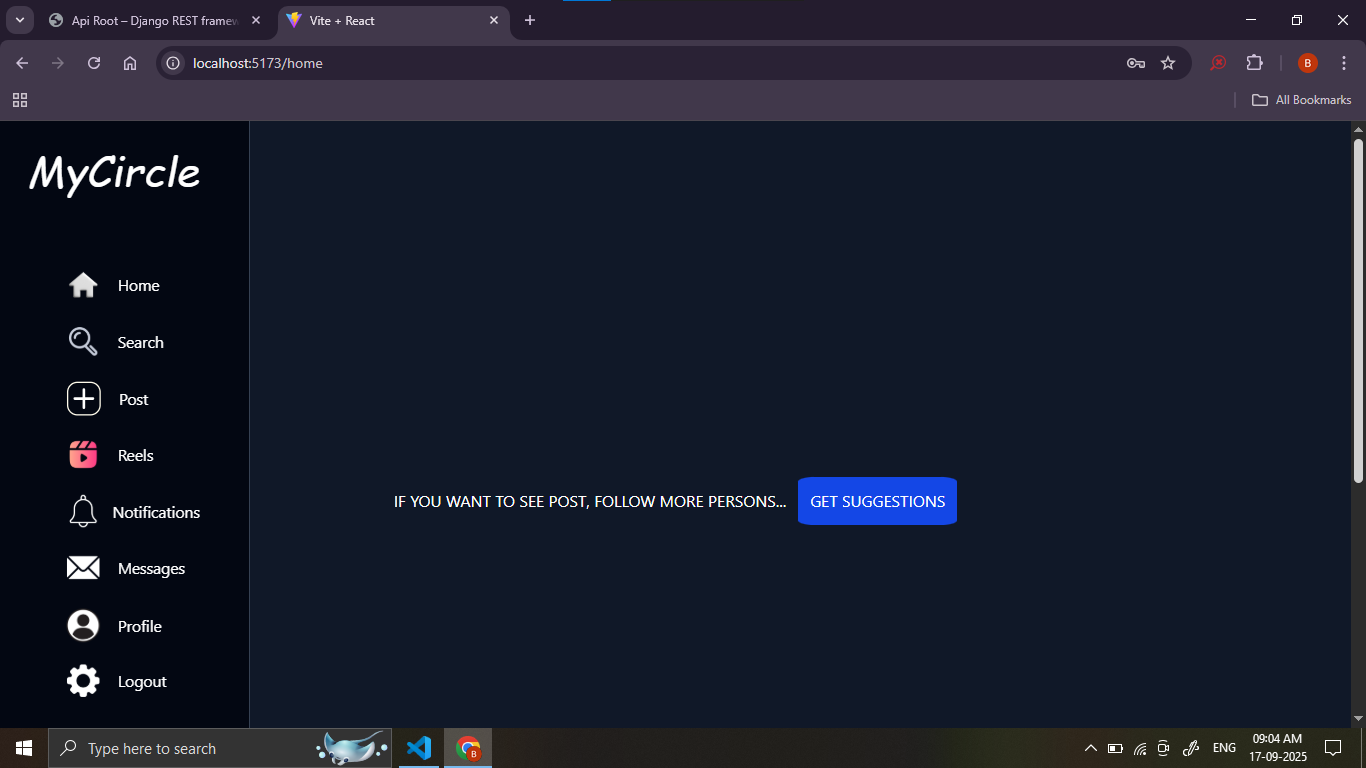 Api Root – Django REST framew
Vite + React
localhost:5173/home
B
All Bookmarks
MyCircle
Home
Search
Post
Reels
Notifications
Messages
Profile
Logout
IF YOU WANT TO SEE POST, FOLLOW MORE PERSONS... GET SUGGESTIONS
Type here to search
B
ENG
09:04 AM
17-09-2025